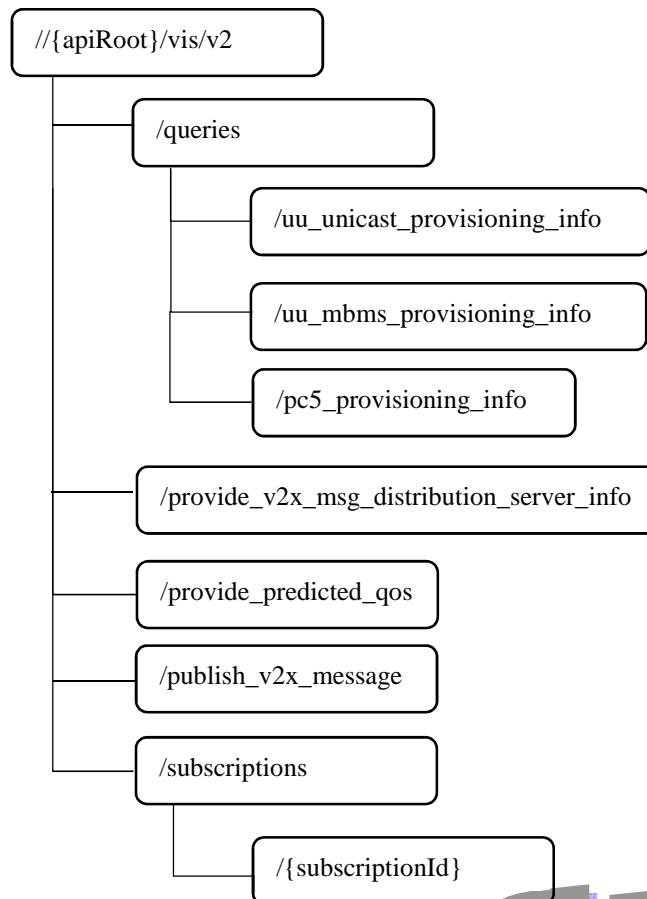 //{apiRoot}/vis/v2
/queries
/uu_unicast_provisioning_info
/uu_mbms_provisioning_info
/pc5_provisioning_info
/provide_v2x_msg_distribution_server_info
/provide_predicted_qos
/publish_v2x_message
/subscriptions
/{subscriptionId}